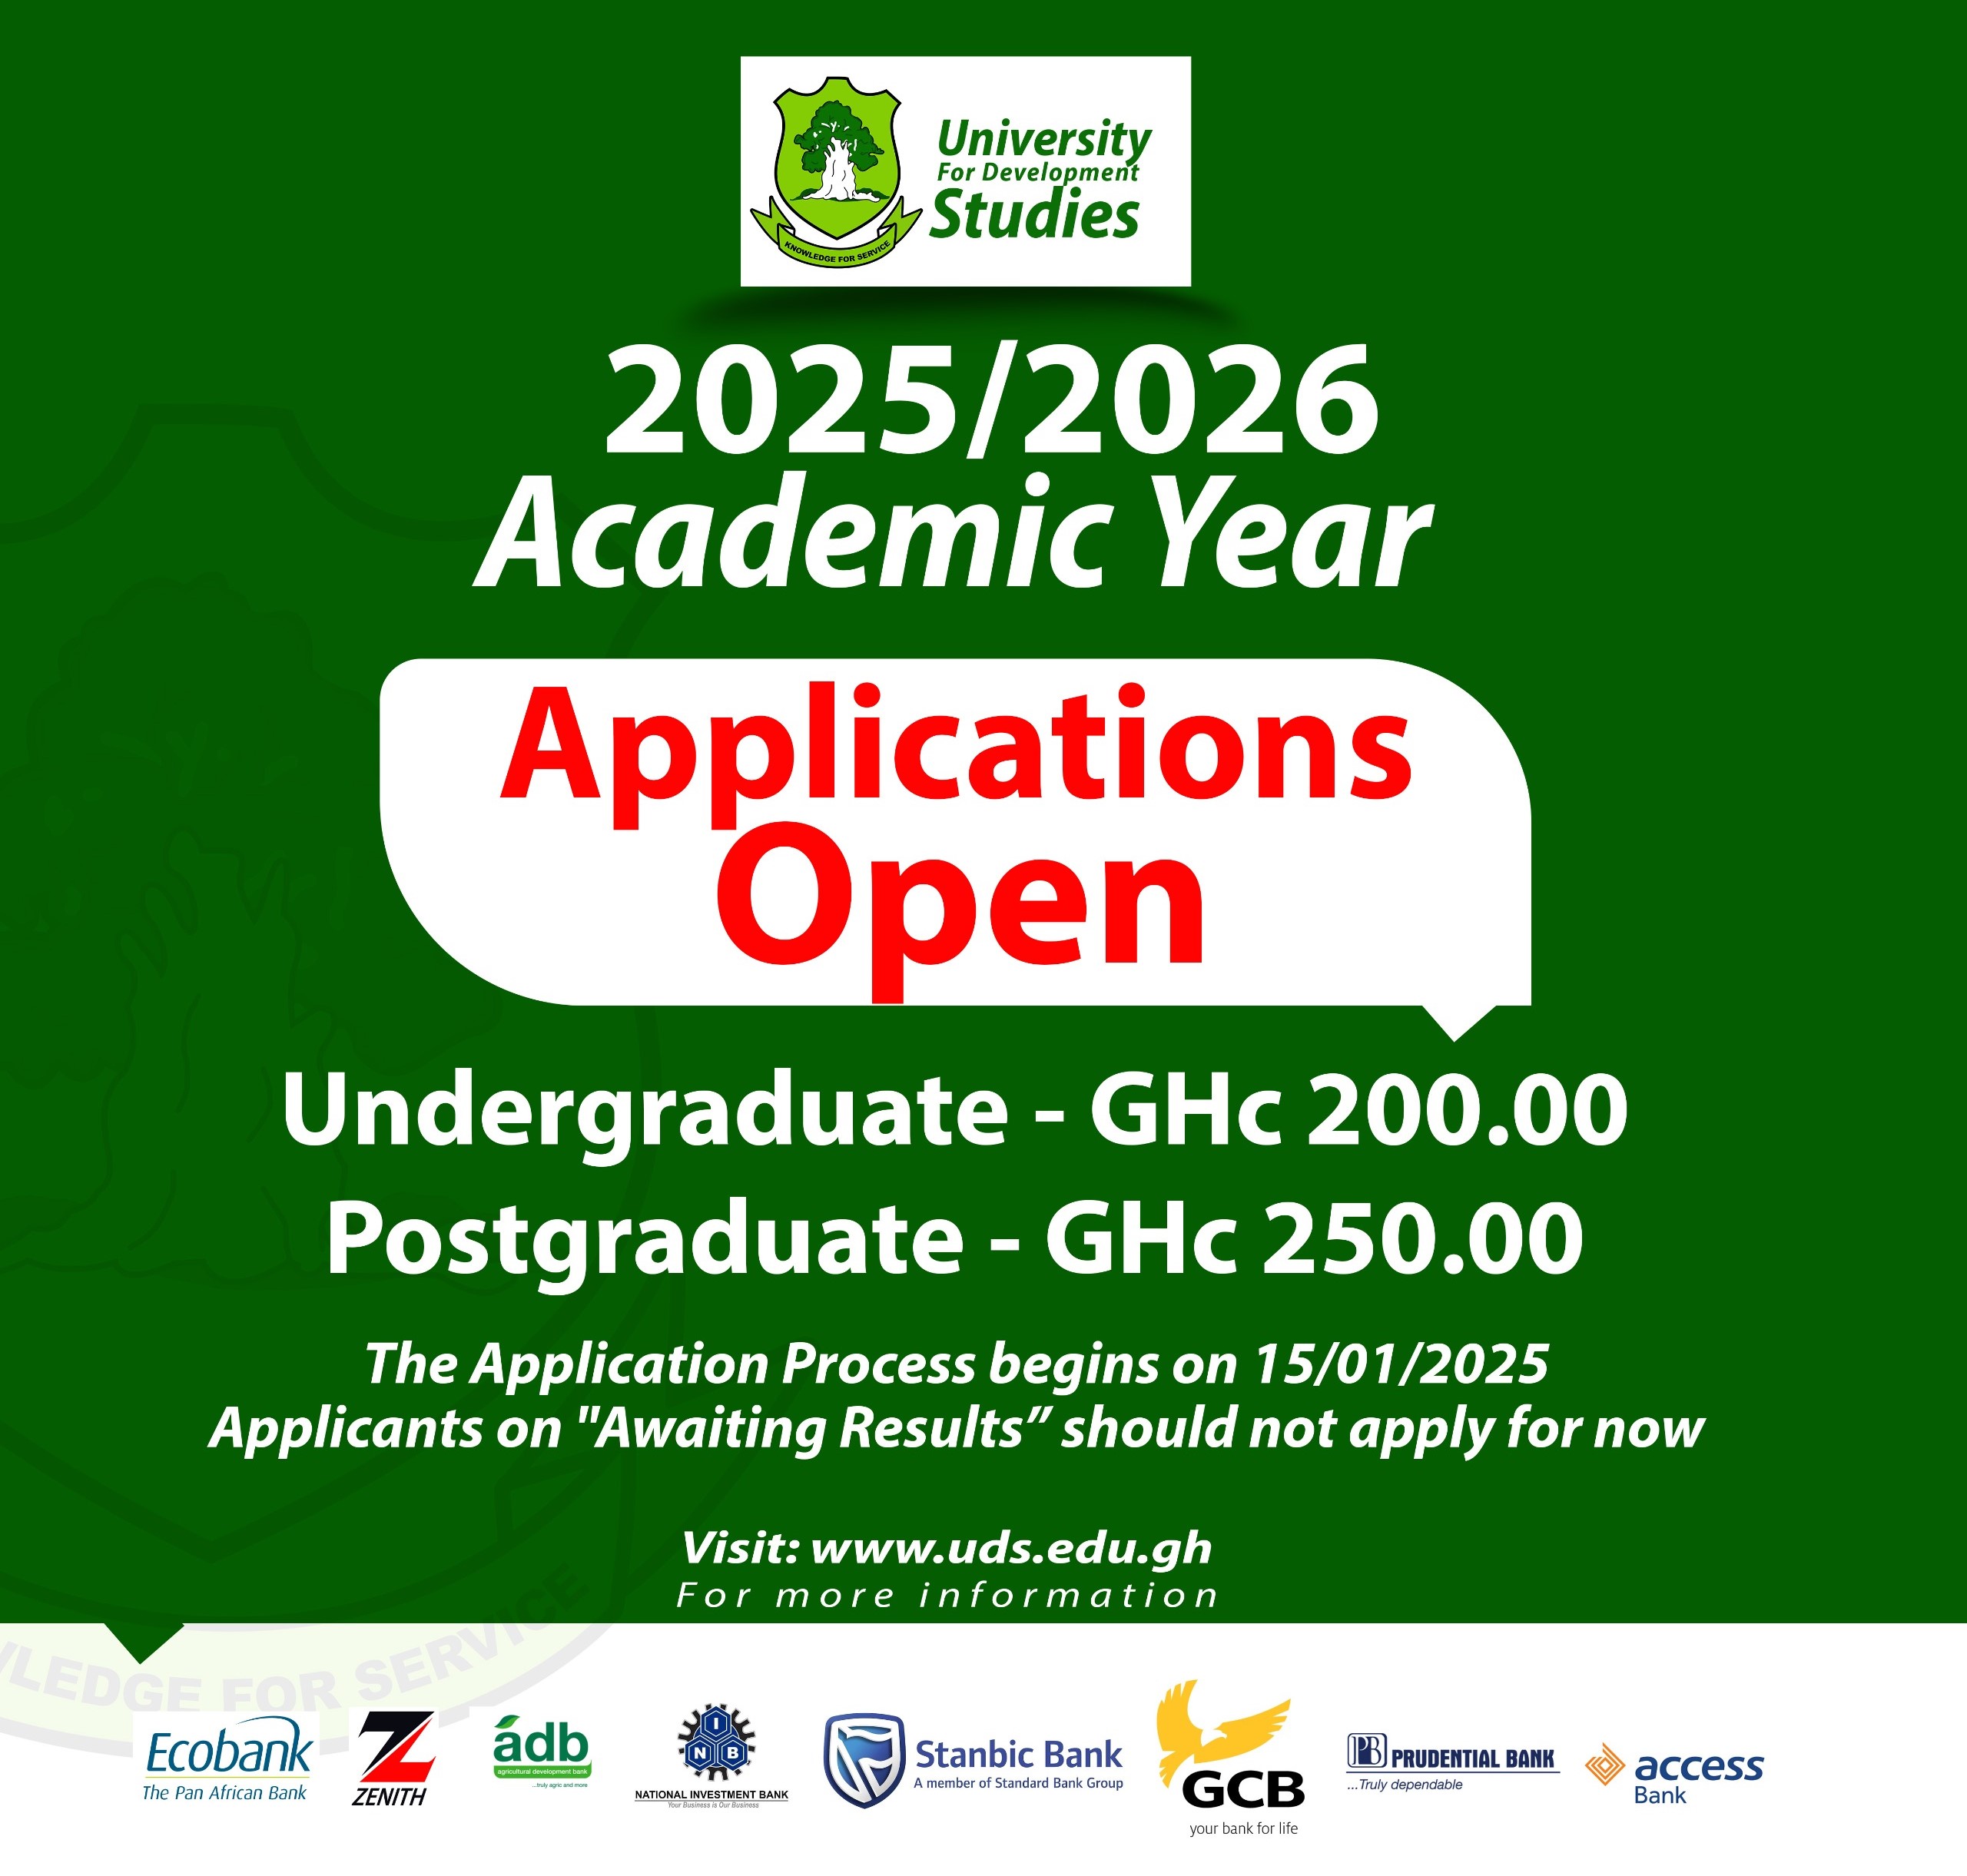 University
For Development
Studies
KNOWLEDGE FOR SERVICE
2025/2026
Academic Year
Applications
Open
Undergraduate - GHc 200.00
Postgraduate - GHc 250.00
The Application Process begins on 15/01/2025
Applicants on "Awaiting Results” should not apply for now
Visit: www.uds.edu.gh
For more information
LEDGE FOR SERVICE
Ecobank
The Pan African Bank
Z
ZENITH
adb
agricultural development bank
...truly agric and more
N I B
NATIONAL INVESTMENT BANK
Your Business is Our Business
Stanbic Bank
A member of Standard Bank Group
GCB
your bank for life
PB PRUDENTIAL BANK
...Truly dependable
access
Bank